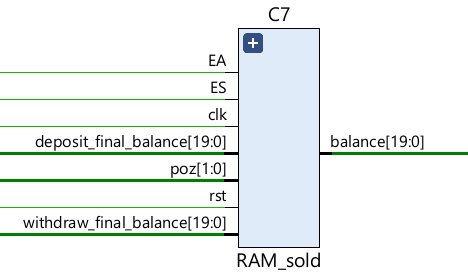 C7
EA
ES
clk
deposit_final_balance[19:0]
balance[19:0]
poz[1:0]
rst
withdraw_final_balance[19:0]
RAM_sold